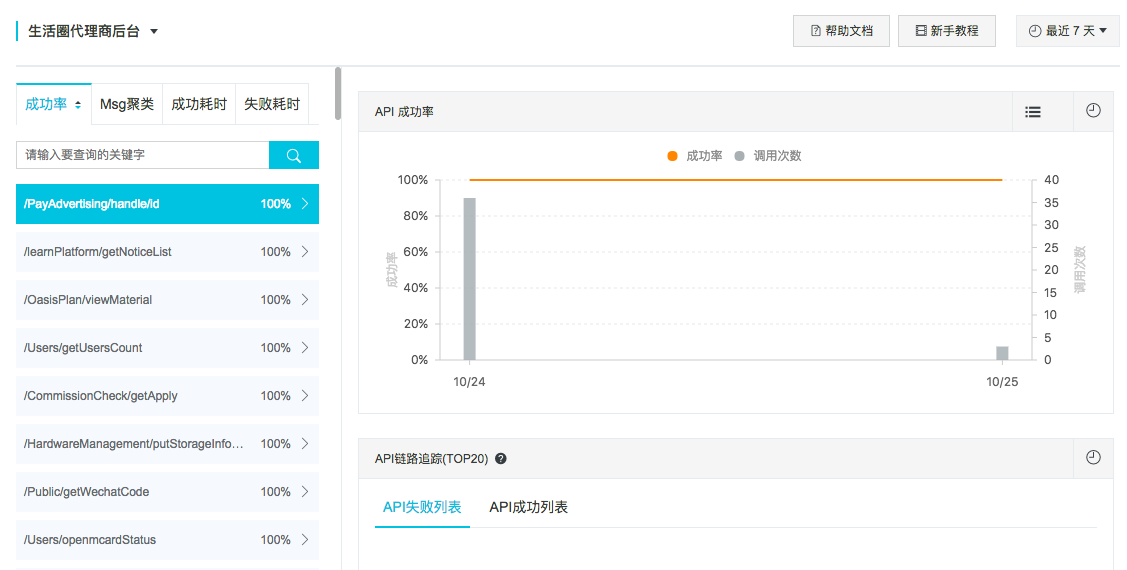 生活圈代理商后台
帮助文档
新手教程
最近 7 天
成功率
Msg聚类
成功耗时
失败耗时
请输入要查询的关键字
/PayAdvertising/handle/id 100%
/learnPlatform/getNoticeList 100%
/OasisPlan/viewMaterial 100%
/Users/getUsersCount 100%
/CommissionCheck/getApply 100%
/HardwareManagement/putStorageInfo… 100%
/Public/getWechatCode 100%
/Users/openmcardStatus 100%
API 成功率
成功率 调用次数
100%
80%
60%
40%
20%
0%
成功率
40
35
30
25
20
15
10
5
0
调用次数
10/24 10/25
API链路追踪(TOP20)
API失败列表 API成功列表